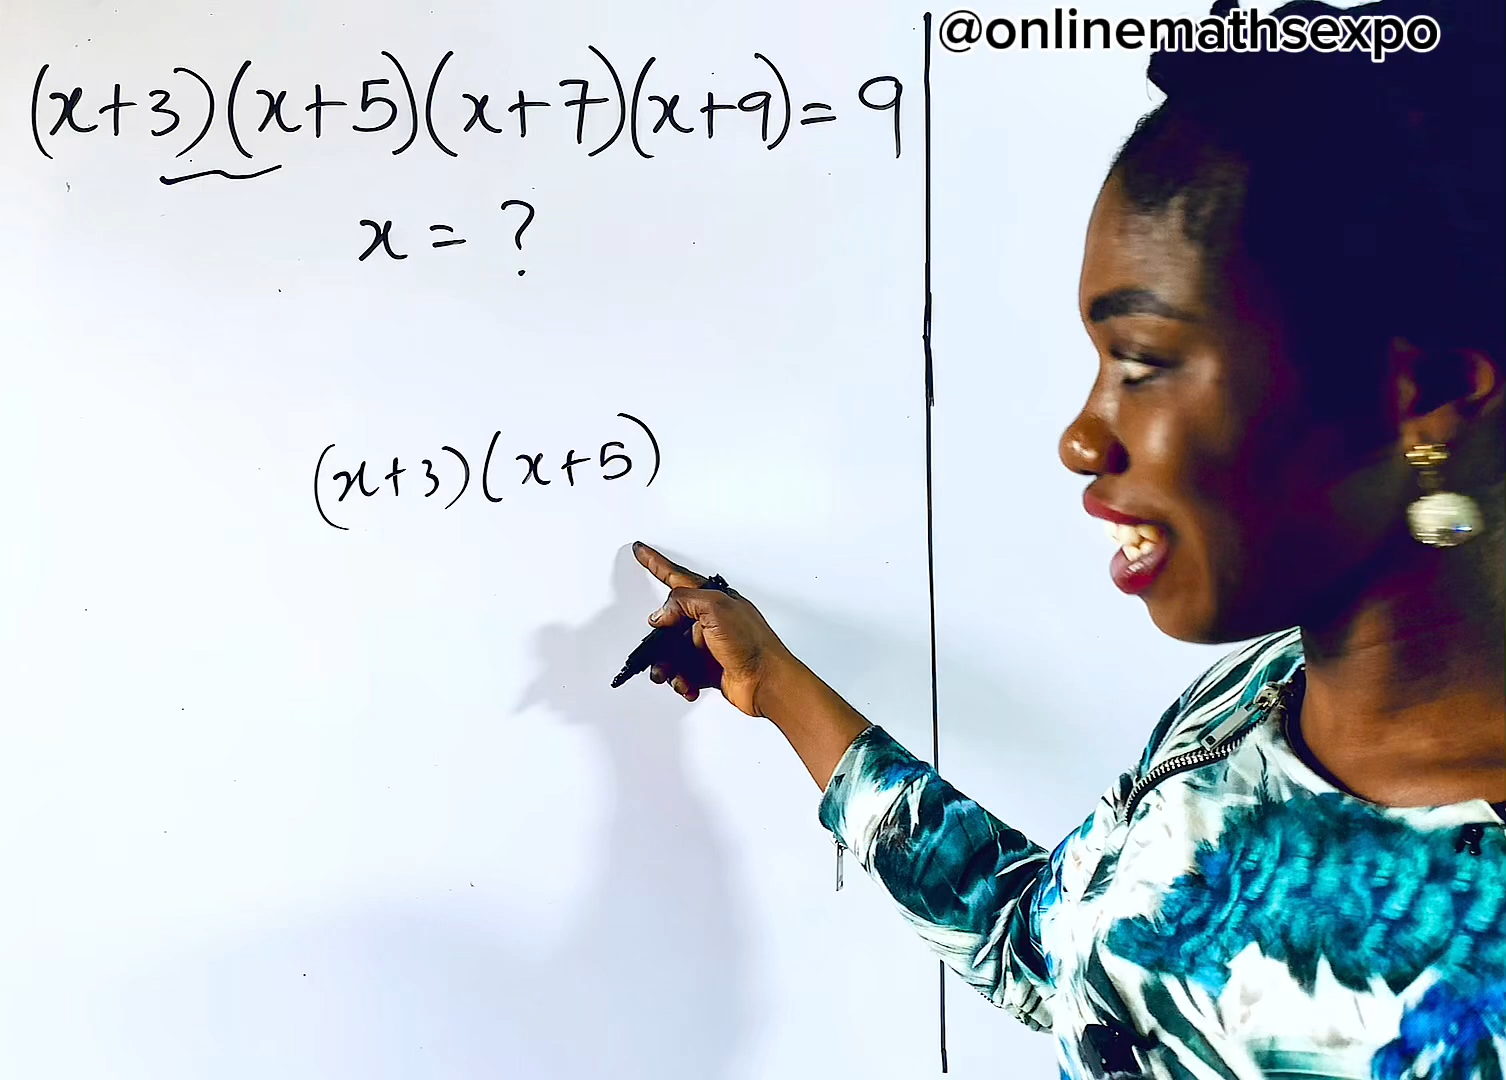 @onlinemathsexpo
(x+3)(x+5)(x+7)(x+9)=9
x = ?
(x+3)(x+5)